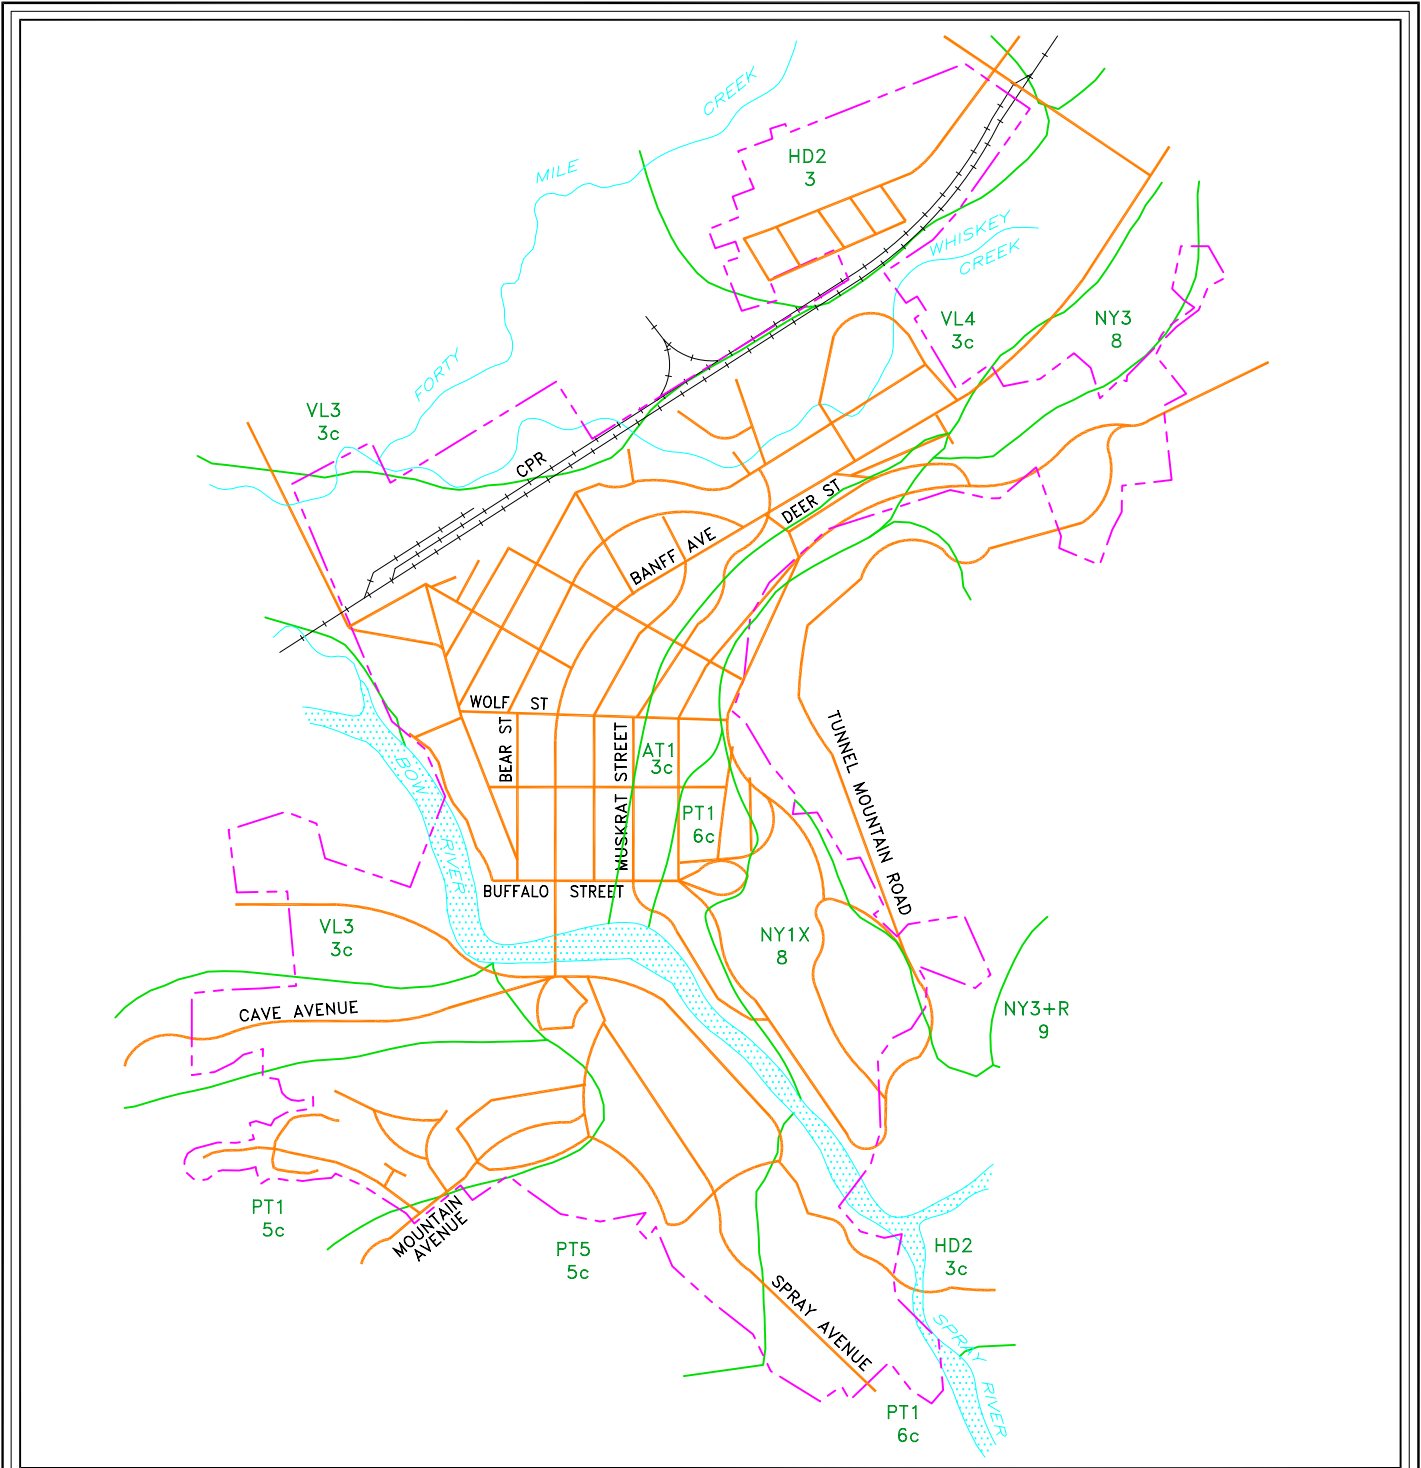 CREEK
MILE
FORTY
HD2
3
WHISKEY
CREEK
VL4
3c
NY3
8
VL3
3c
CPR
DEER ST
BANFF AVE
WOLF ST
BEAR ST
MUSKRAT STREET
AT1
3c
PT1
6c
TUNNEL MOUNTAIN ROAD
BOW
RIVER
BUFFALO STREET
VL3
3c
NY1X
8
CAVE AVENUE
NY3+R
9
PT1
5c
MOUNTAIN
AVENUE
PT5
5c
HD2
3c
SPRAY AVENUE
SPRAY
RIVER
PT1
6c